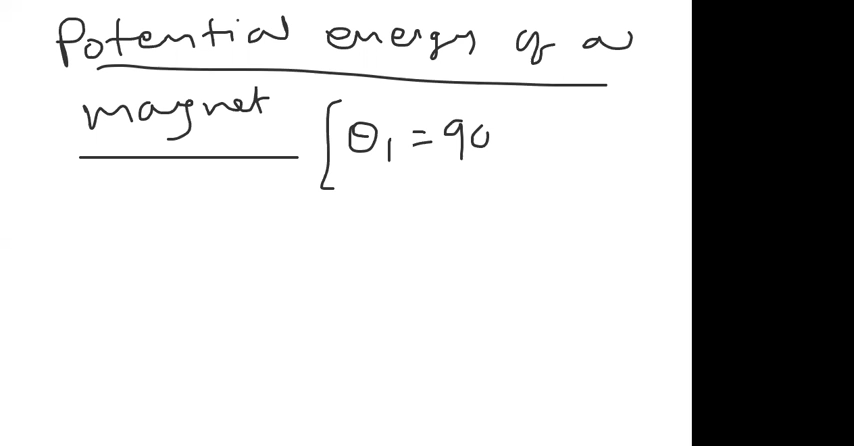 Potential energy of a
magnet [θ₁ = 90